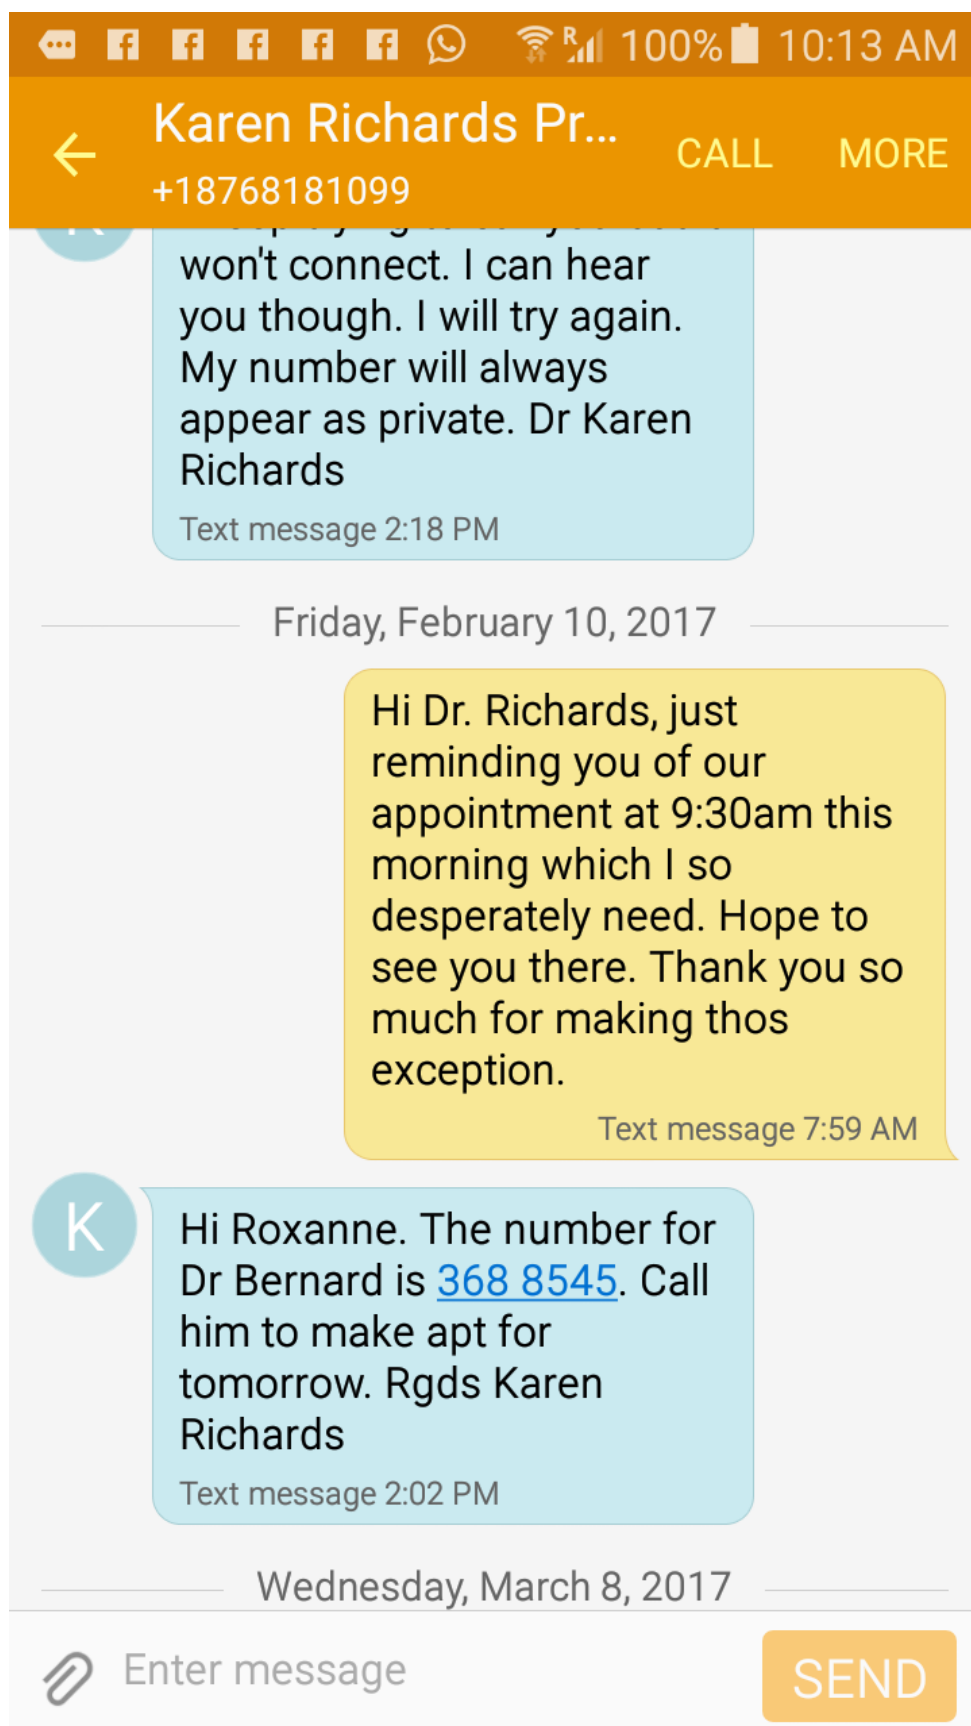 100% 10:13 AM
Karen Richards Pr...
CALL MORE
+18768181099
won't connect. I can hear
you though. I will try again.
My number will always
appear as private. Dr Karen
Richards
Text message 2:18 PM
Friday, February 10, 2017
Hi Dr. Richards, just
reminding you of our
appointment at 9:30am this
morning which I so
desperately need. Hope to
see you there. Thank you so
much for making thos
exception.
Text message 7:59 AM
K
Hi Roxanne. The number for
Dr Bernard is 368 8545. Call
him to make apt for
tomorrow. Rgds Karen
Richards
Text message 2:02 PM
Wednesday, March 8, 2017
Enter message
SEND